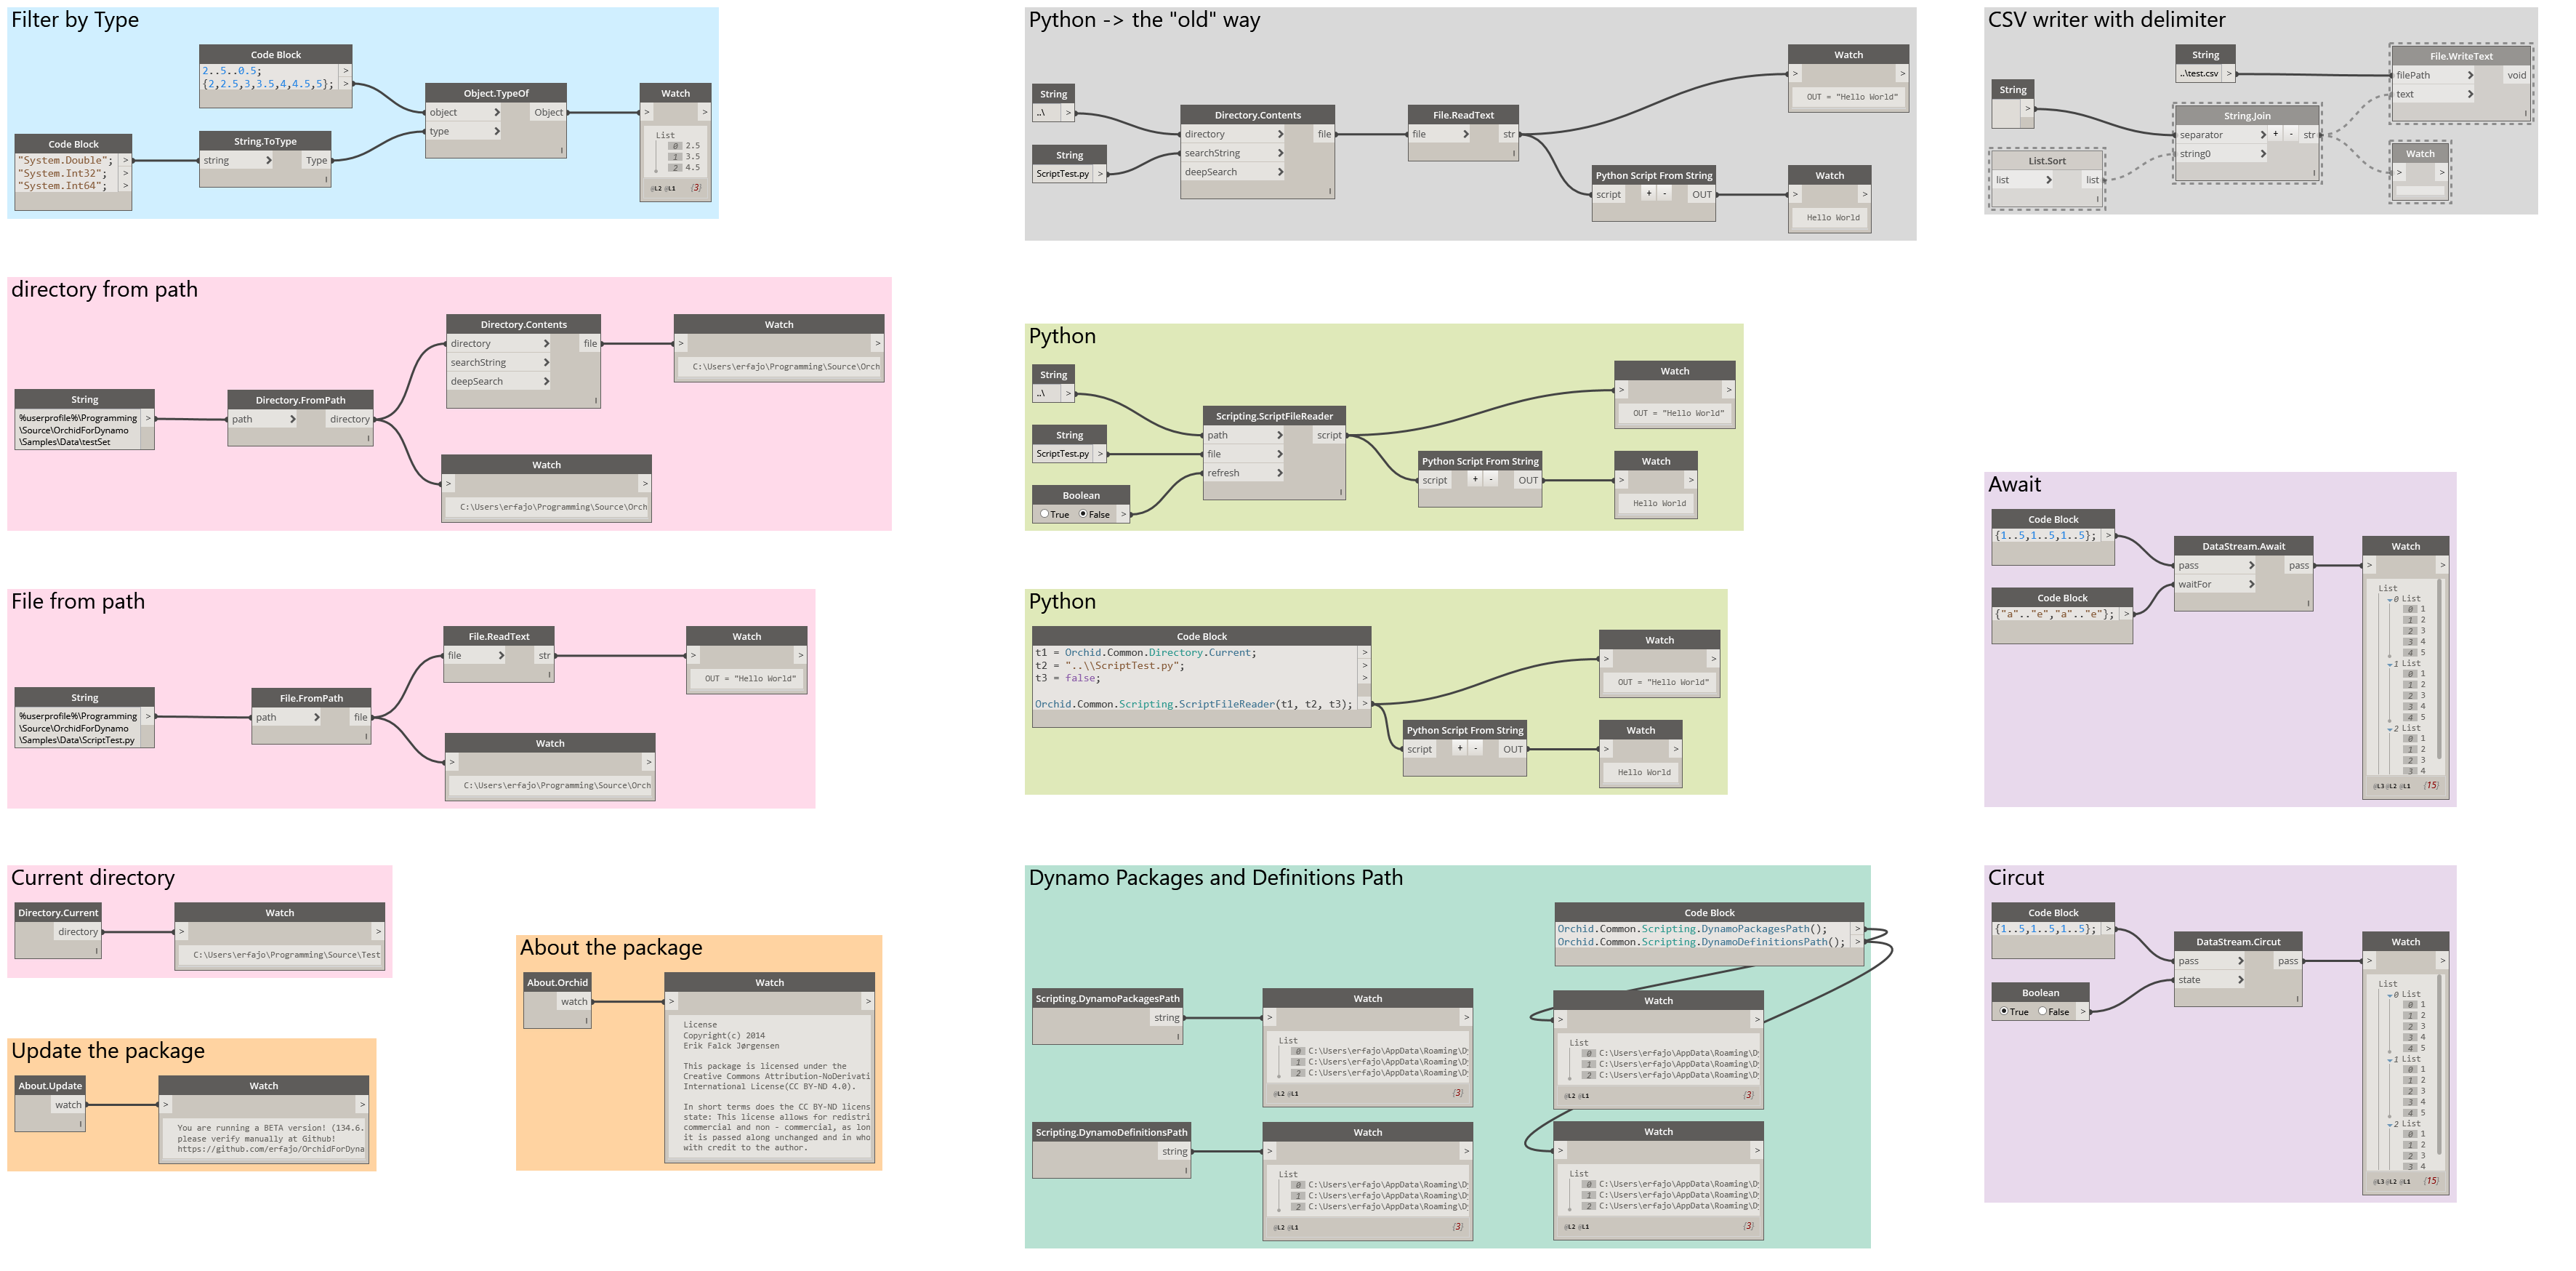 Filter by Type
Code Block
2..5..0.5;
>
{2,2.5,3,3.5,4,4.5,5};
>
Code Block
"System.Double";
>
"System.Int32";
>
"System.Int64";
>
String.ToType
string
>
Type
l
Object.TypeOf
object
>
Object
type
>
l
Watch
>
>
List
0 2.5
1 3.5
2 4.5
@L2 @L1
{3}
directory from path
String
%userprofile%\Programming
>
\Source\OrchidForDynamo
\Samples\Data\testSet
Directory.FromPath
path
>
directory
l
Directory.Contents
directory
>
file
searchString
>
deepSearch
>
l
Watch
>
>
C:\Users\erfajo\Programming\Source\Orch
Watch
>
>
C:\Users\erfajo\Programming\Source\Orch
File from path
String
%userprofile%\Programming
>
\Source\OrchidForDynamo
\Samples\Data\ScriptTest.py
File.FromPath
path
>
file
l
File.ReadText
file
>
str
l
Watch
>
>
OUT = "Hello World"
Watch
>
>
C:\Users\erfajo\Programming\Source\Orch
Current directory
Directory.Current
directory
l
Watch
>
>
C:\Users\erfajo\Programming\Source\Test
Update the package
About.Update
watch
l
Watch
>
>
You are running a BETA version! (134.6.
please verify manually at Github!
https://github.com/erfajo/OrchidForDyna
About the package
About.Orchid
watch
l
Watch
>
>
License
Copyright(c) 2014
Erik Falck Jørgensen
This package is licensed under the
Creative Commons Attribution-NoDerivati
International License(CC BY-ND 4.0).
In short terms does the CC BY-ND licens
state: This license allows for redistri
commercial and non - commercial, as lon
it is passed along unchanged and in who
with credit to the author.
Python -> the "old" way
String
..\
>
String
ScriptTest.py
>
Directory.Contents
directory
>
file
searchString
>
deepSearch
>
l
File.ReadText
file
>
str
l
Watch
>
>
OUT = "Hello World"
Python Script From String
script
+ -
OUT
Watch
>
>
Hello World
Python
String
..\
>
String
ScriptTest.py
>
Boolean
True False
>
Scripting.ScriptFileReader
path
>
script
file
>
refresh
>
l
Watch
>
>
OUT = "Hello World"
Python Script From String
script
+ -
OUT
Watch
>
>
Hello World
Python
Code Block
t1 = Orchid.Common.Directory.Current;
>
t2 = "..\\ScriptTest.py";
>
t3 = false;
>
Orchid.Common.Scripting.ScriptFileReader(t1, t2, t3);
>
Watch
>
>
OUT = "Hello World"
Python Script From String
script
+ -
OUT
Watch
>
>
Hello World
Dynamo Packages and Definitions Path
Code Block
Orchid.Common.Scripting.DynamoPackagesPath();
>
Orchid.Common.Scripting.DynamoDefinitionsPath();
>
Scripting.DynamoPackagesPath
string
l
Watch
>
>
List
0 C:\Users\erfajo\AppData\Roaming\Dy
1 C:\Users\erfajo\AppData\Roaming\Dy
2 C:\Users\erfajo\AppData\Roaming\Dy
@L2 @L1
{3}
Watch
>
>
List
0 C:\Users\erfajo\AppData\Roaming\Dy
1 C:\Users\erfajo\AppData\Roaming\Dy
2 C:\Users\erfajo\AppData\Roaming\Dy
@L2 @L1
{3}
Scripting.DynamoDefinitionsPath
string
l
Watch
>
>
List
0 C:\Users\erfajo\AppData\Roaming\Dy
1 C:\Users\erfajo\AppData\Roaming\Dy
2 C:\Users\erfajo\AppData\Roaming\Dy
@L2 @L1
{3}
Watch
>
>
List
0 C:\Users\erfajo\AppData\Roaming\Dy
1 C:\Users\erfajo\AppData\Roaming\Dy
2 C:\Users\erfajo\AppData\Roaming\Dy
@L2 @L1
{3}
CSV writer with delimiter
String
>
String
..\test.csv
>
List.Sort
list
>
list
l
String.Join
separator
>
+ -
str
string0
>
l
File.WriteText
filePath
>
void
text
>
l
Watch
>
>
Await
Code Block
{1..5,1..5,1..5};
>
Code Block
{"a".."e","a".."e"};
>
DataStream.Await
pass
>
pass
waitFor
>
l
Watch
>
>
List
0 List
0 1
1 2
2 3
3 4
4 5
1 List
0 1
1 2
2 3
3 4
4 5
2 List
0 1
1 2
2 3
3 4
@L3 @L2 @L1
{15}
Circut
Code Block
{1..5,1..5,1..5};
>
Boolean
True False
>
DataStream.Circut
pass
>
pass
state
>
l
Watch
>
>
List
0 List
0 1
1 2
2 3
3 4
4 5
1 List
0 1
1 2
2 3
3 4
4 5
2 List
0 1
1 2
2 3
3 4
@L3 @L2 @L1
{15}